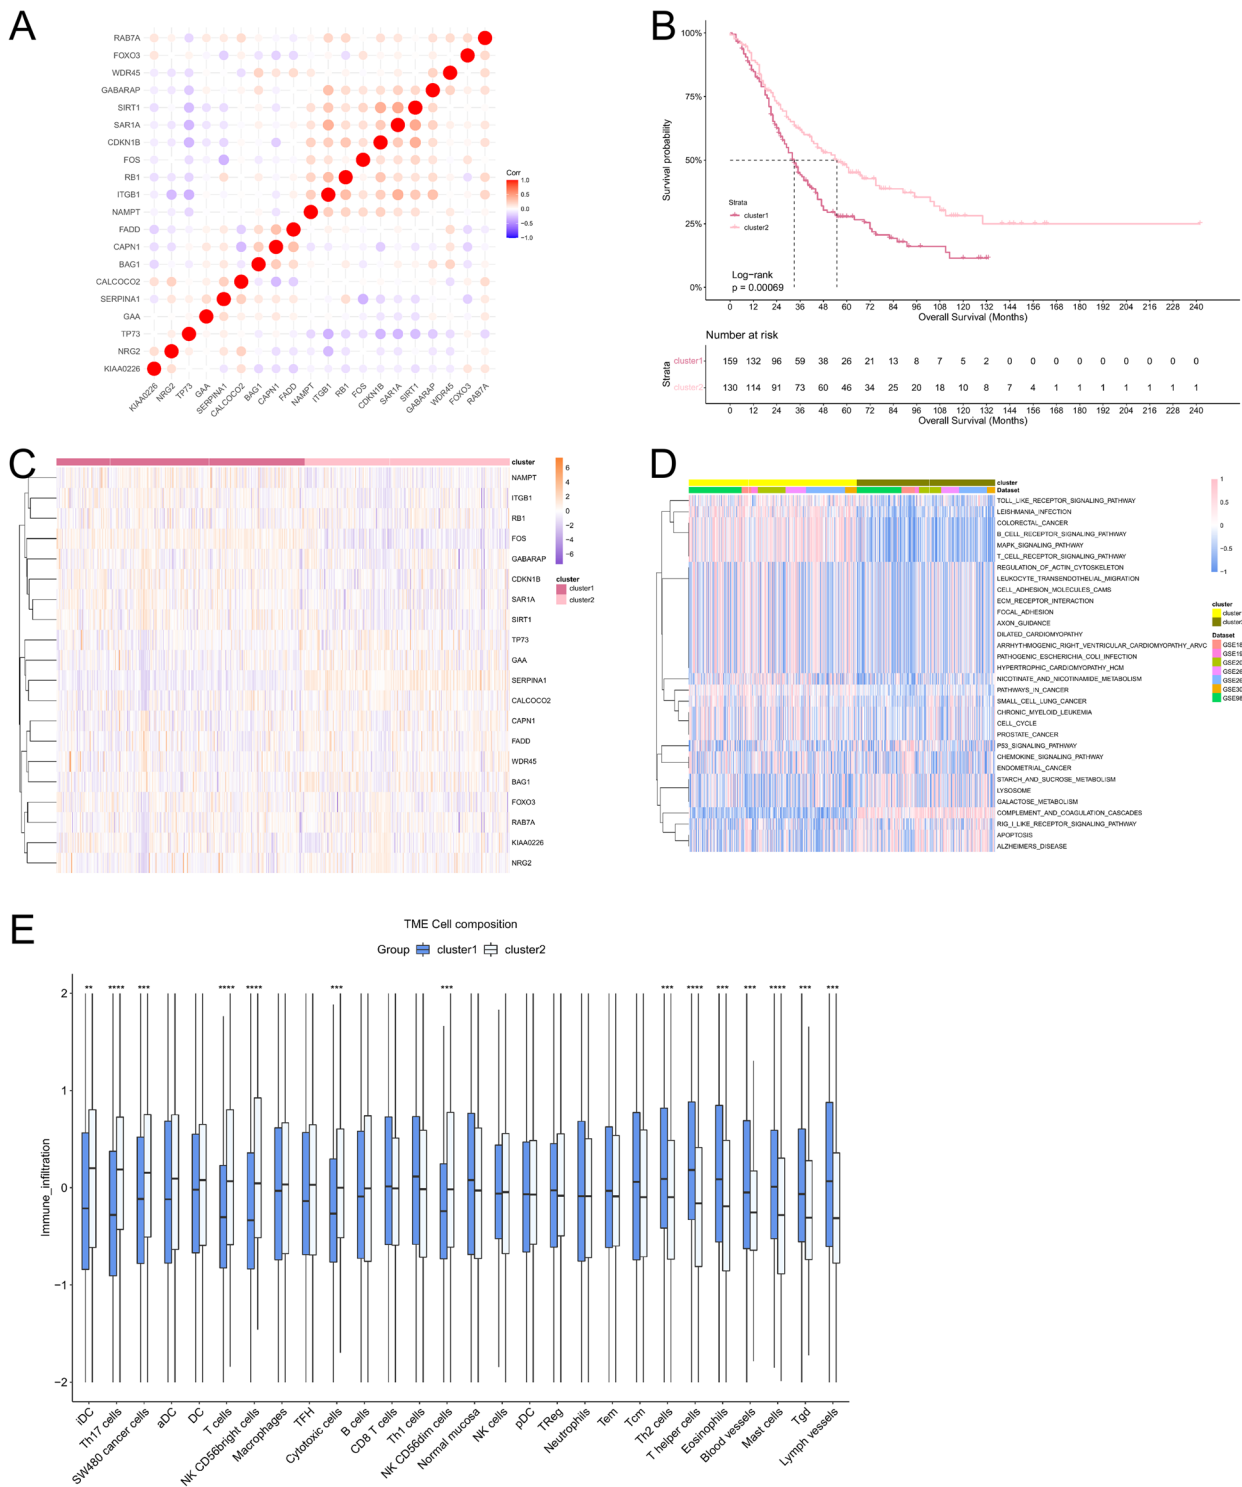 A
RAB7A
FOXO3
WDR45
GABARAP
SIRT1
SAR1A
CDKN1B
FOS
RB1
ITGB1
NAMPT
FADD
CAPN1
BAG1
CALCOCO2
SERPINA1
GAA
TP73
NRG2
KIAA0226
KIAA0226 NRG2 TP73 GAA SERPINA1 CALCOCO2 BAG1 CAPN1 FADD NAMPT ITGB1 RB1 FOS CDKN1B SAR1A SIRT1 GABARAP WDR45 FOXO3 RAB7A
Corr
1.0
0.5
0.0
−0.5
−1.0
B
Survival probability
100%
75%
50%
25%
0%
Strata
cluster1
cluster2
Log−rank
p = 0.00069
0 12 24 36 48 60 72 84 96 108 120 132 144 156 168 180 192 204 216 228 240
Overall Survival (Months)
Number at risk
Strata
cluster1 159 132 96 59 38 26 21 13 8 7 5 2 0 0 0 0 0 0 0 0 0
cluster2 130 114 91 73 60 46 34 25 20 18 10 8 7 4 1 1 1 1 1 1 1
0 12 24 36 48 60 72 84 96 108 120 132 144 156 168 180 192 204 216 228 240
Overall Survival (Months)
C
cluster
NAMPT
ITGB1
RB1
FOS
GABARAP
CDKN1B
SAR1A
SIRT1
TP73
GAA
SERPINA1
CALCOCO2
CAPN1
FADD
WDR45
BAG1
FOXO3
RAB7A
KIAA0226
NRG2
6
4
2
0
−2
−4
−6
cluster
cluster1
cluster2
D
cluster
Dataset
TOLL_LIKE_RECEPTOR_SIGNALING_PATHWAY
LEISHMANIA_INFECTION
COLORECTAL_CANCER
B_CELL_RECEPTOR_SIGNALING_PATHWAY
MAPK_SIGNALING_PATHWAY
T_CELL_RECEPTOR_SIGNALING_PATHWAY
REGULATION_OF_ACTIN_CYTOSKELETON
LEUKOCYTE_TRANSENDOTHELIAL_MIGRATION
CELL_ADHESION_MOLECULES_CAMS
ECM_RECEPTOR_INTERACTION
FOCAL_ADHESION
AXON_GUIDANCE
DILATED_CARDIOMYOPATHY
ARRHYTHMOGENIC_RIGHT_VENTRICULAR_CARDIOMYOPATHY_ARVC
PATHOGENIC_ESCHERICHIA_COLI_INFECTION
HYPERTROPHIC_CARDIOMYOPATHY_HCM
NICOTINATE_AND_NICOTINAMIDE_METABOLISM
PATHWAYS_IN_CANCER
SMALL_CELL_LUNG_CANCER
CHRONIC_MYELOID_LEUKEMIA
CELL_CYCLE
PROSTATE_CANCER
P53_SIGNALING_PATHWAY
CHEMOKINE_SIGNALING_PATHWAY
ENDOMETRIAL_CANCER
STARCH_AND_SUCROSE_METABOLISM
LYSOSOME
GALACTOSE_METABOLISM
COMPLEMENT_AND_COAGULATION_CASCADES
RIG_I_LIKE_RECEPTOR_SIGNALING_PATHWAY
APOPTOSIS
ALZHEIMERS_DISEASE
1
0.5
0
−0.5
−1
cluster
cluster
Dataset
GSE18
GSE19
GSE20
GSE26
GSE26
GSE30
GSE98
E
TME Cell composition
Group cluster1 cluster2
Immune_infiltration
2
1
0
−1
−2
** **** *** **** **** *** *** *** **** *** *** **** *** ***
iDC
Th17 cells
SW480 cancer cells
aDC
DC
T cells
NK CD56bright cells
Macrophages
TFH
Cytotoxic cells
B cells
CD8 T cells
Th1 cells
NK CD56dim cells
Normal mucosa
NK cells
pDC
TReg
Neutrophils
Tem
Tcm
Th2 cells
T helper cells
Eosinophils
Blood vessels
Mast cells
Tgd
Lymph vessels